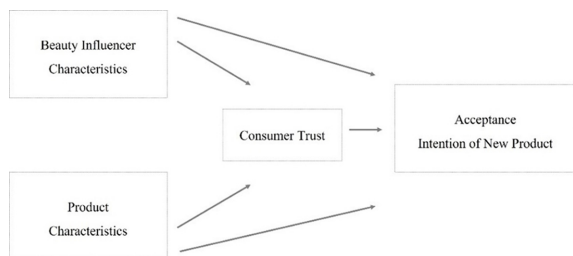 Beauty Influencer
Characteristics
Consumer Trust
Acceptance
Intention of New Product
Product
Characteristics